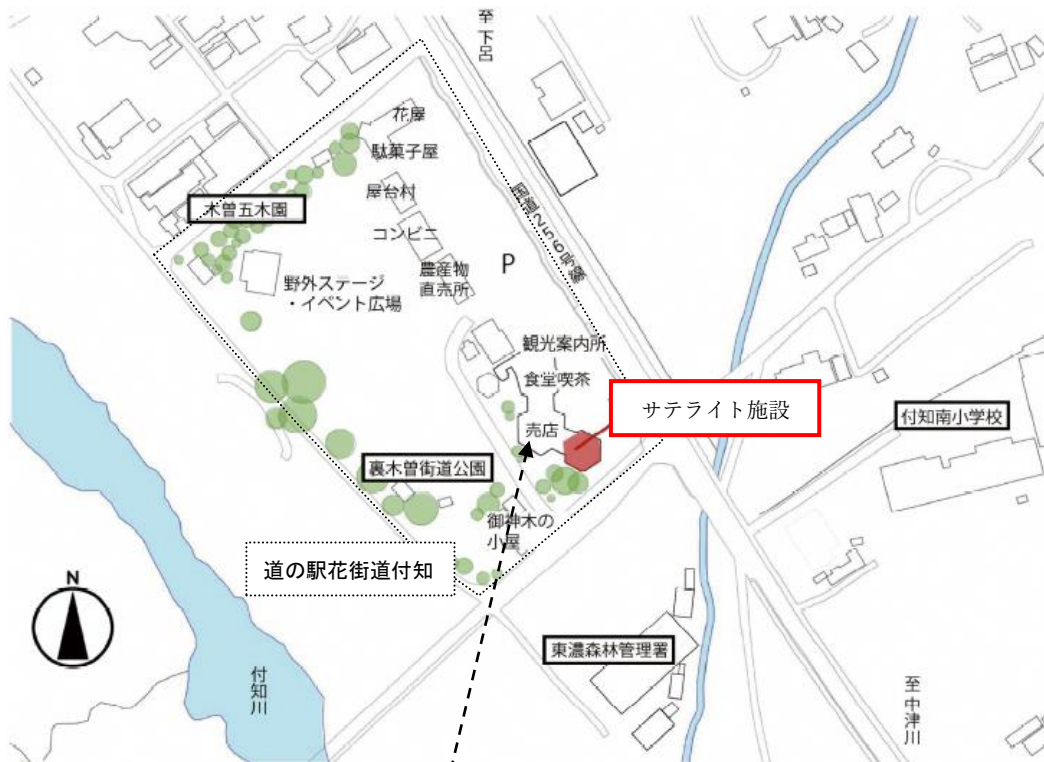 至下呂
花屋
駄菓子屋
木曽五木園
屋台村
コンビニ
国道256号線
農産物
直売所
P
野外ステージ
・イベント広場
観光案内所
食堂喫茶
サテライト施設
売店
付知南小学校
裏木曽街道公園
御神木の
小屋
道の駅花街道付知
N
東濃森林管理署
付知川
至中津川